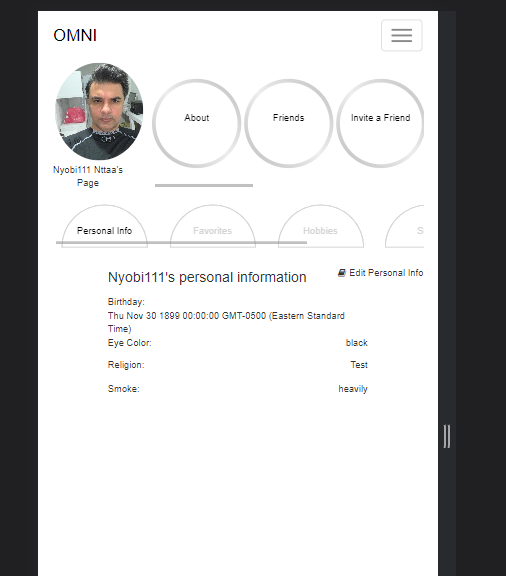 OMNI
About
Friends
Invite a Friend
Nyobi111 Nttaa's
Page
Personal Info
Favorites
Hobbies
S
Nyobi111's personal information
Edit Personal Info
Birthday:
Thu Nov 30 1899 00:00:00 GMT-0500 (Eastern Standard
Time)
Eye Color: black
Religion: Test
Smoke: heavily